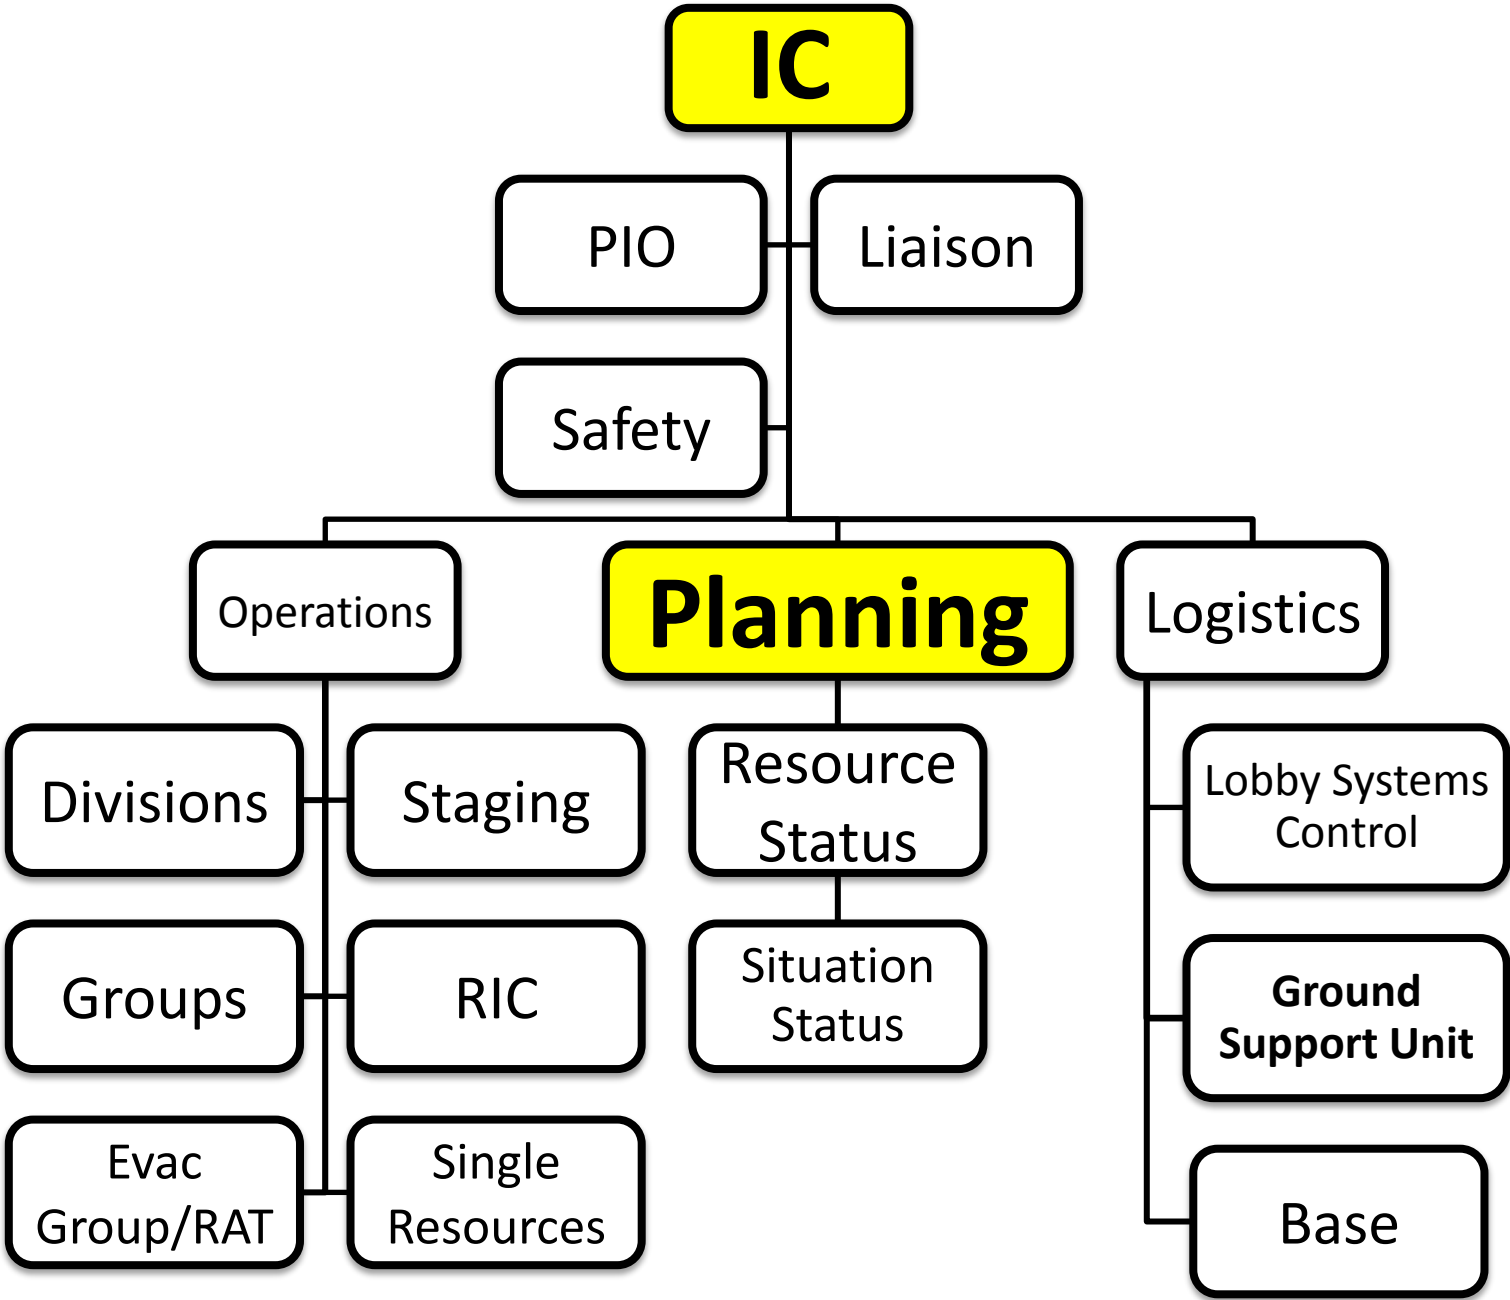 IC
PIO
Liaison
Safety
Operations
Planning
Logistics
Divisions
Staging
Groups
RIC
Evac
Group/RAT
Single
Resources
Resource
Status
Situation
Status
Lobby Systems
Control
Ground
Support Unit
Base